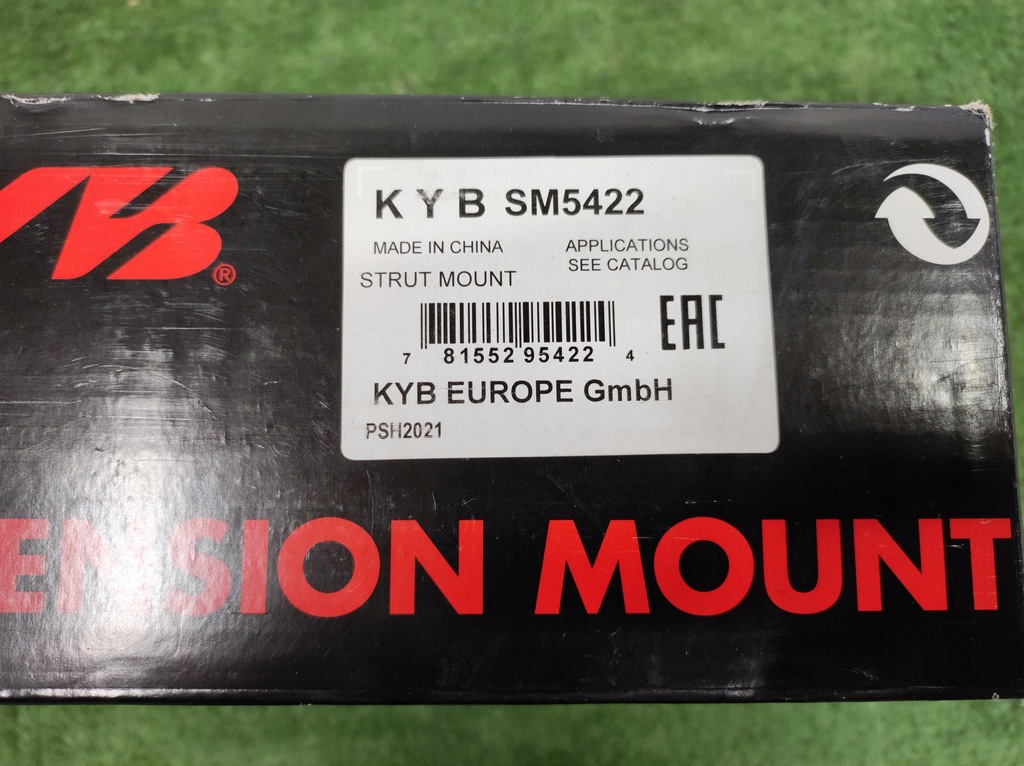 KYB®
K Y B SM5422
MADE IN CHINA
APPLICATIONS
SEE CATALOG
STRUT MOUNT
EAC
7 81552 95422 4
KYB EUROPE GmbH
PSH2021
ENSION MOUNT